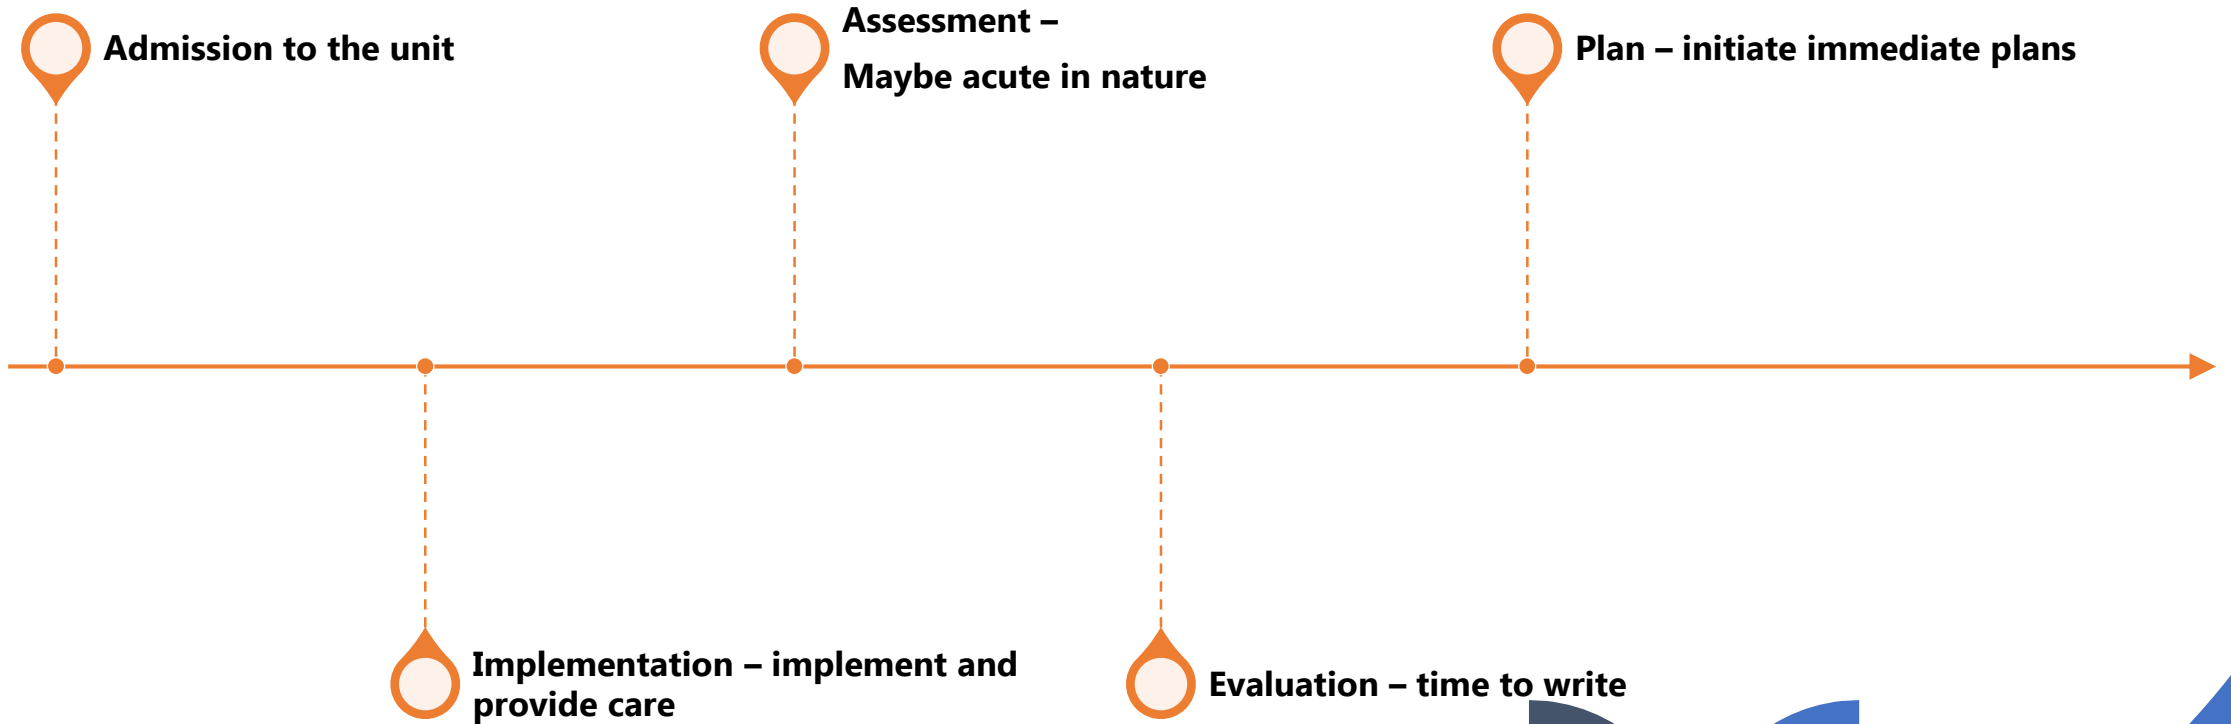 Admission to the unit
Assessment –
Maybe acute in nature
Plan – initiate immediate plans
Implementation – implement and
provide care
Evaluation – time to write